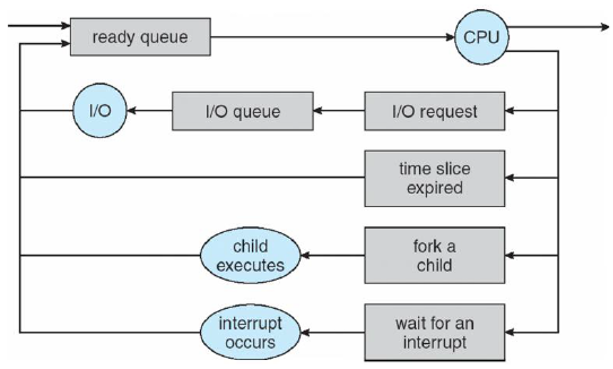 ready queue
CPU
I/O
I/O queue
I/O request
time slice
expired
child
executes
fork a
child
interrupt
occurs
wait for an
interrupt